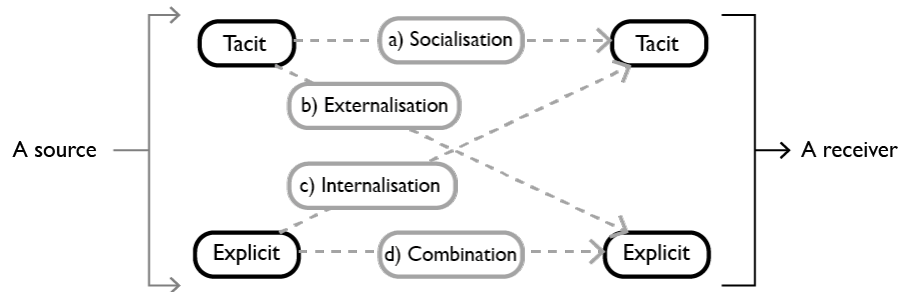 Tacit
a) Socialisation
Tacit
b) Externalisation
A source
A receiver
c) Internalisation
Explicit
d) Combination
Explicit